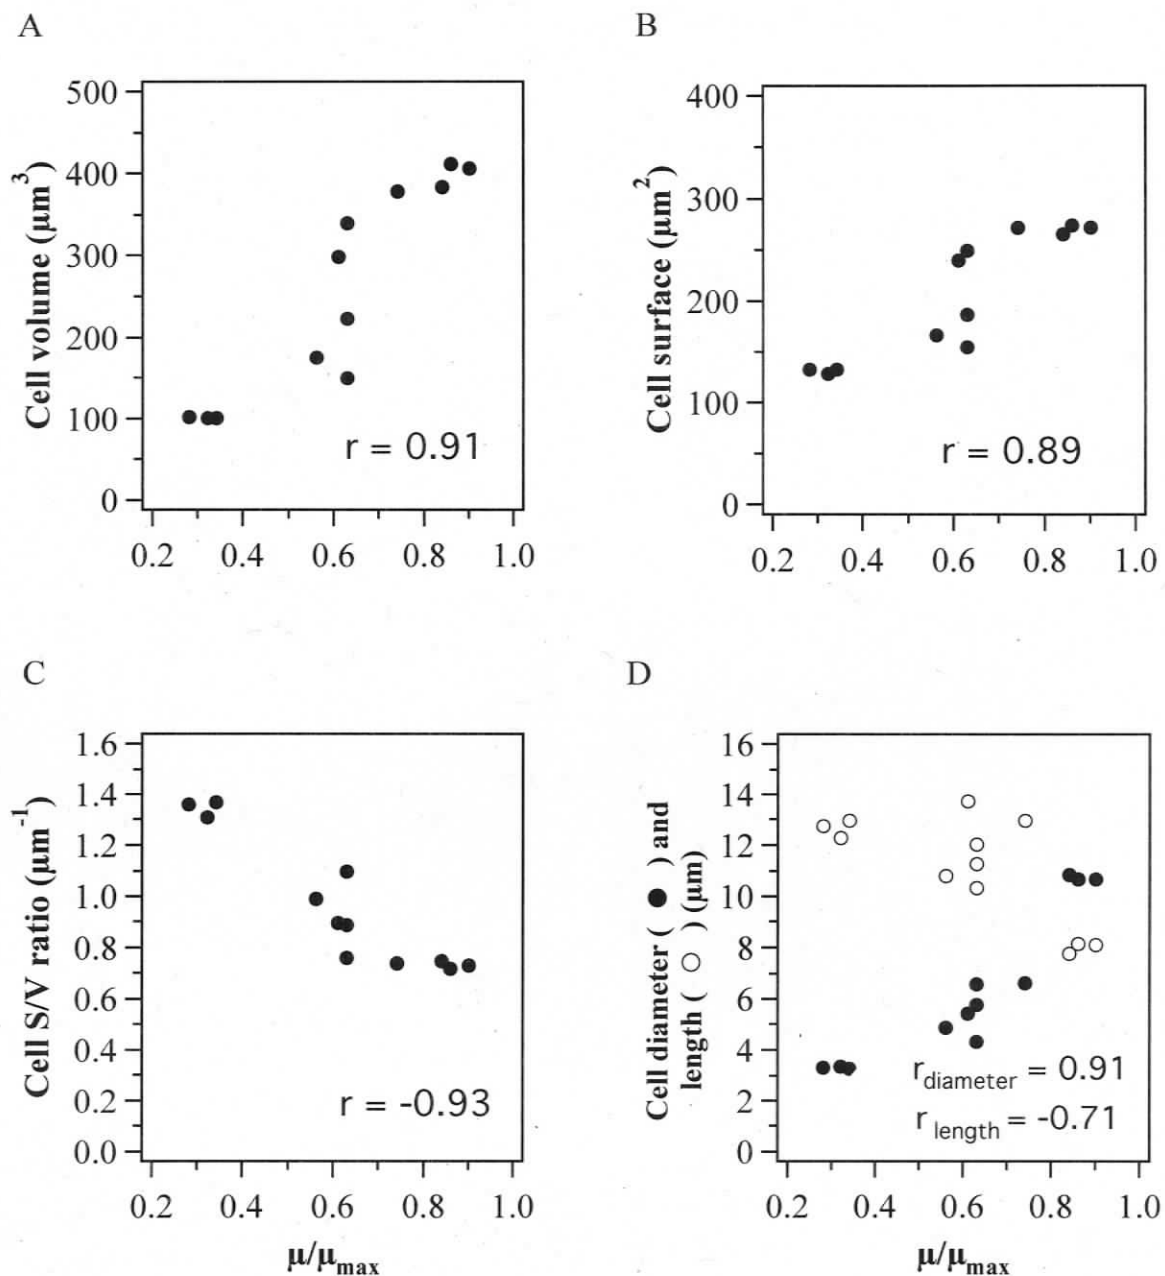 A
Cell volume (μm³)
500
400
300
200
100
0
r = 0.91
0.2 0.4 0.6 0.8 1.0
B
Cell surface (μm²)
400
300
200
100
0
r = 0.89
0.2 0.4 0.6 0.8 1.0
C
Cell S/V ratio (μm⁻¹)
1.6
1.4
1.2
1.0
0.8
0.6
0.4
0.2
0.0
r = -0.93
0.2 0.4 0.6 0.8 1.0
μ/μmax
D
Cell diameter ( ● ) and
length ( ○ ) (μm)
16
14
12
10
8
6
4
2
0
rdiameter = 0.91
r length = -0.71
0.2 0.4 0.6 0.8 1.0
μ/μmax